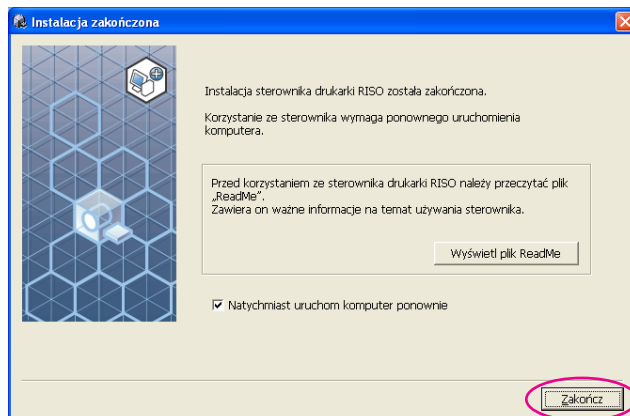 Instalacja zakończona
Instalacja sterownika drukarki RISO została zakończona.
Korzystanie ze sterownika wymaga ponownego uruchomienia
komputera.
Przed korzystaniem ze sterownika drukarki RISO należy przeczytać plik
„ReadMe”.
Zawiera on ważne informacje na temat używania sterownika.
Wyświetl plik ReadMe
Natychmiast uruchom komputer ponownie
Zakończ